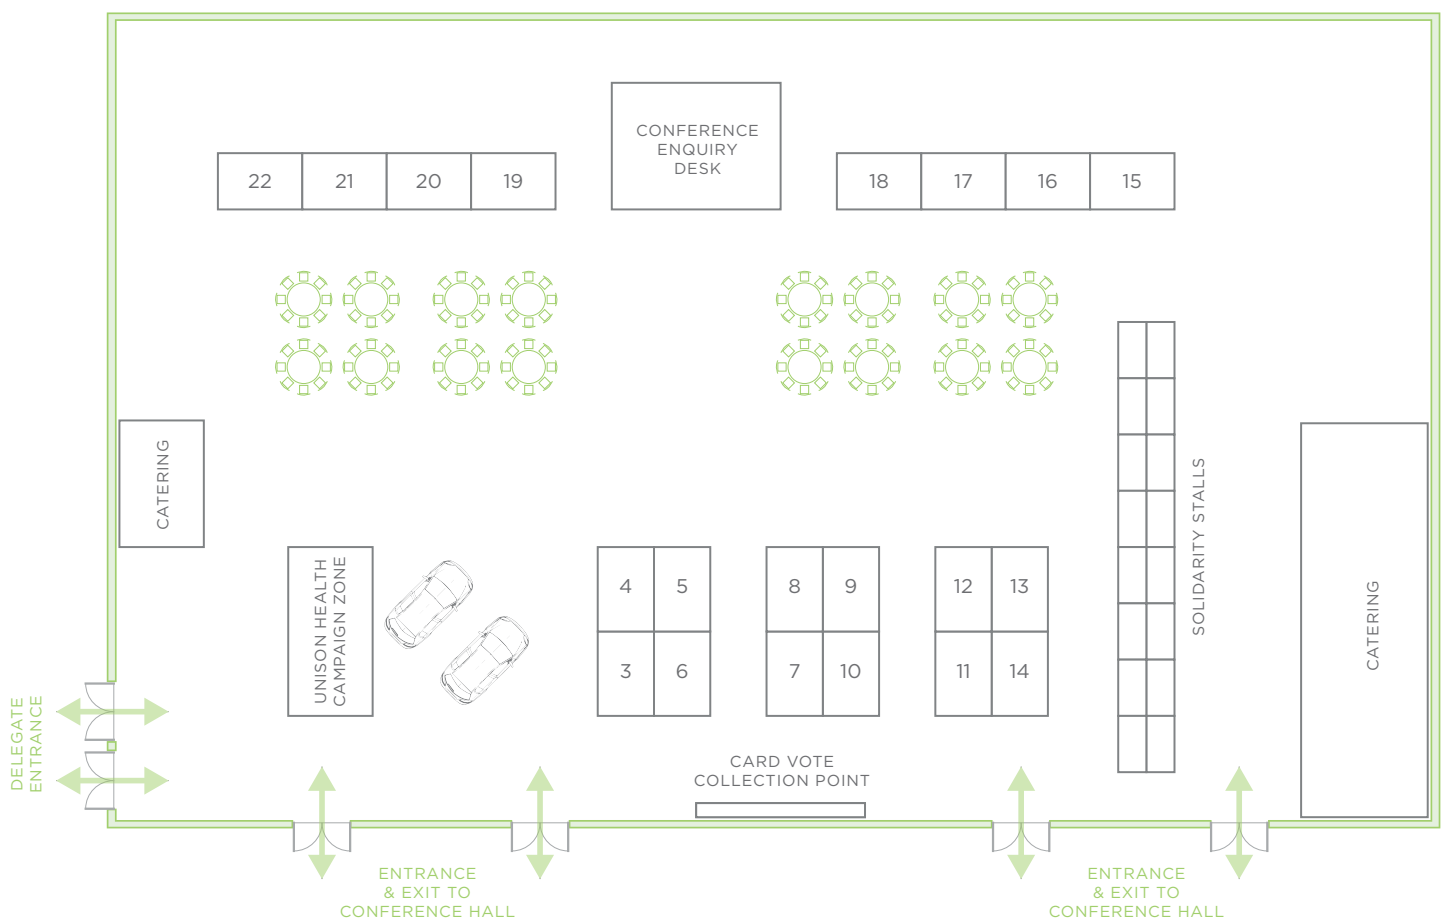 CONFERENCE
ENQUIRY
DESK
22 21 20 19
18 17 16 15
CATERING
UNISON HEALTH
CAMPAIGN ZONE
4 5
3 6
8 9
7 10
12 13
11 14
SOLIDARITY STALLS
CATERING
DELEGATE
ENTRANCE
CARD VOTE
COLLECTION POINT
ENTRANCE
& EXIT TO
CONFERENCE HALL
ENTRANCE
& EXIT TO
CONFERENCE HALL